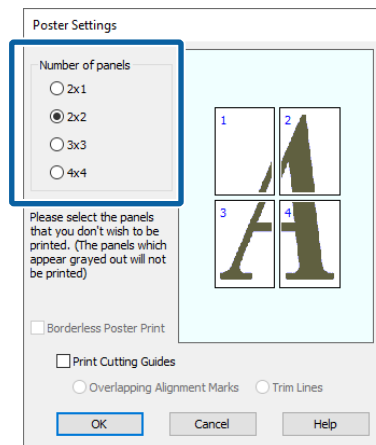 Poster Settings
Number of panels
2x1
2x2
3x3
4x4
1
2
3
4
Please select the panels
that you don't wish to be
printed. (The panels which
appear grayed out will not
be printed)
Borderless Poster Print
Print Cutting Guides
Overlapping Alignment Marks
Trim Lines
OK
Cancel
Help